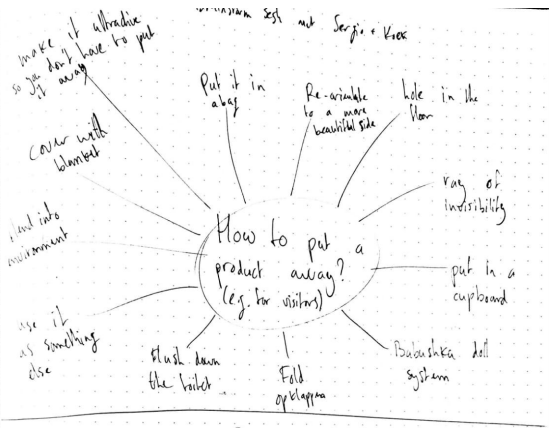 sessi met Sergio +
make it attractive
so you don't have to put
it away
Put it in
a bag
Re-orientate
to a more
beautiful side
hole in the
floor
cover with
blanket
ray of
invisibility
How to put a
product away?
(e.g. for visitors)
into
environment
put in a
cupboard
use it
as something
else
flush down
the toilet
Fold
Babushka doll
system